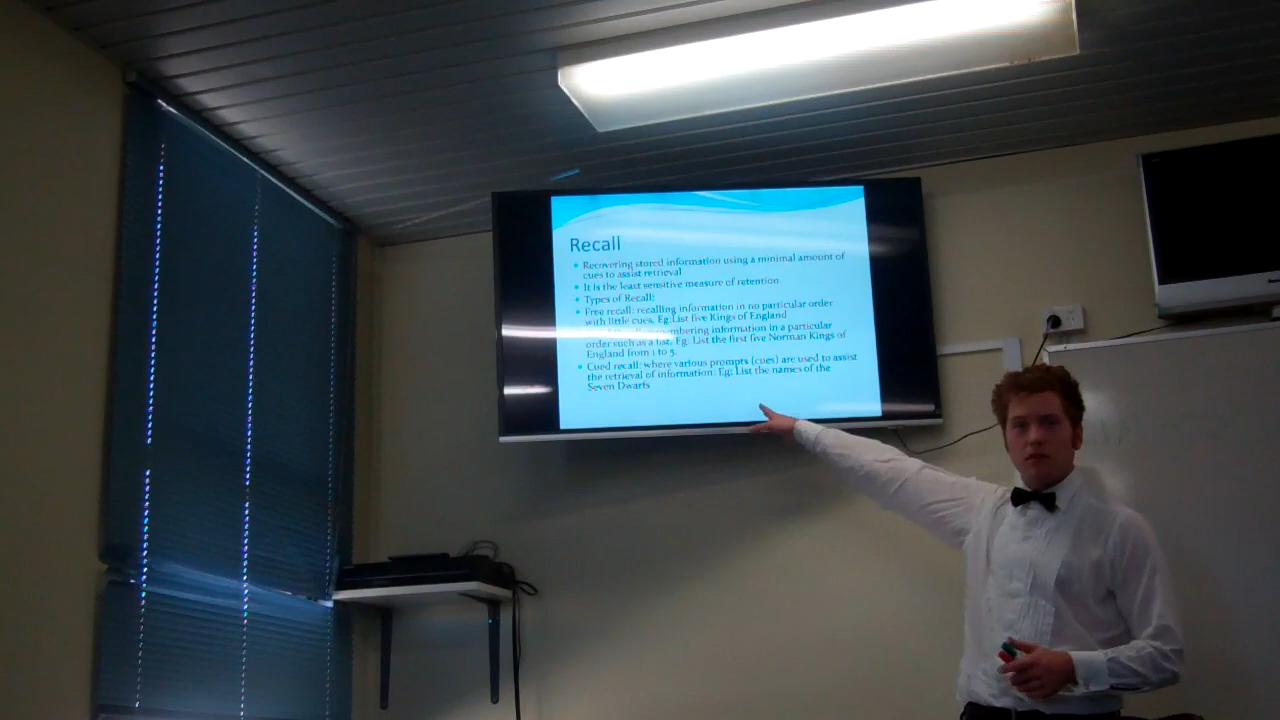 Recall
Recovering stored information using a minimal amount of
cues to assist retrieval
It is the least sensitive measure of retention
Types of Recall:
Free recall: recalling information in no particular order
with little cues. Eg:List five Kings of England
remembering information in a particular
order such as a list. Eg: List the first five Norman Kings of
England from 1 to 5.
Cued recall: where various prompts (cues) are used to assist
the retrieval of information: Eg: List the names of the
Seven Dwarfs